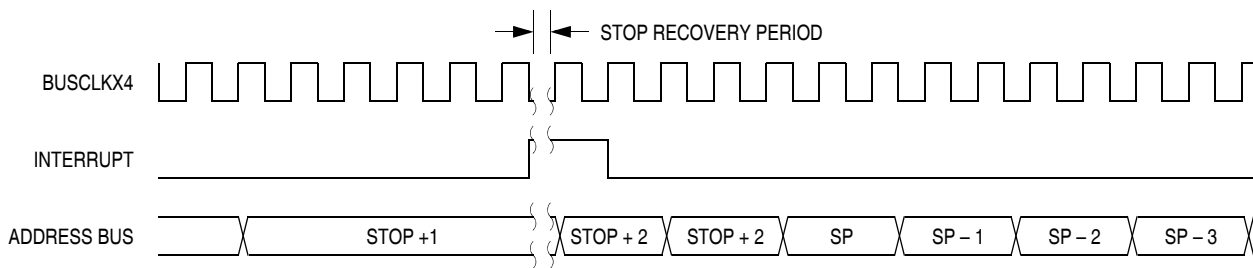 STOP RECOVERY PERIOD
BUSCLKX4
INTERRUPT
ADDRESS BUS STOP +1 STOP + 2 STOP + 2 SP SP – 1 SP – 2 SP – 3